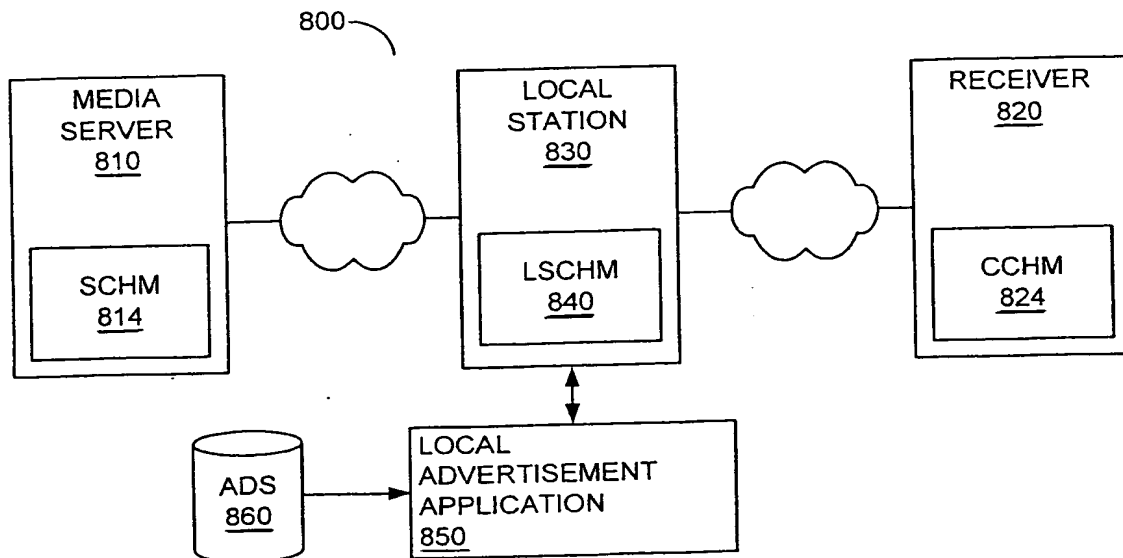 800
MEDIA
SERVER
810
SCHM
814
LOCAL
STATION
830
LSCHM
840
RECEIVER
820
CCHM
824
ADS
860
LOCAL
ADVERTISEMENT
APPLICATION
850